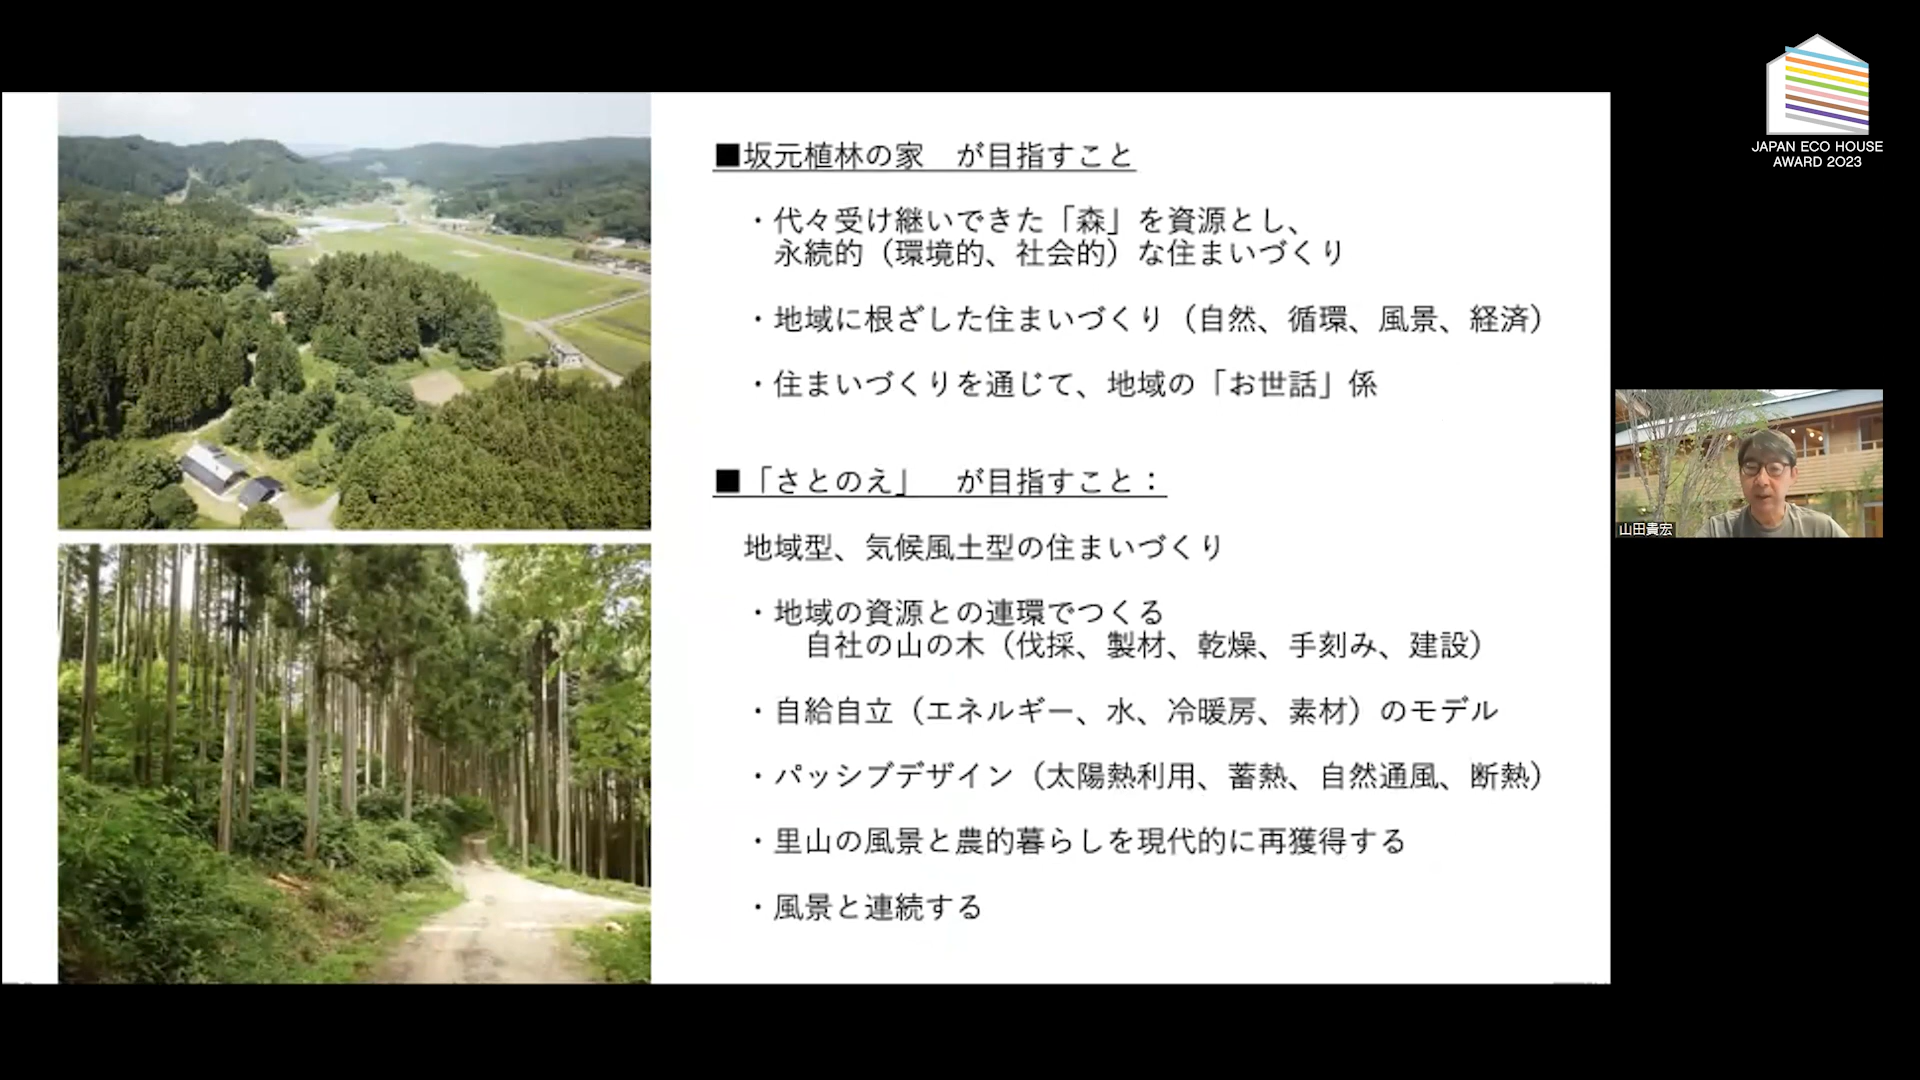 ■坂元植林の家　が目指すこと
・代々受け継いできた「森」を資源とし、
永続的（環境的、社会的）な住まいづくり
・地域に根ざした住まいづくり（自然、循環、風景、経済）
・住まいづくりを通じて、地域の「お世話」係
■「さとのえ」　が目指すこと：
地域型、気候風土型の住まいづくり
・地域の資源との連環でつくる
自社の山の木（伐採、製材、乾燥、手刻み、建設）
・自給自立（エネルギー、水、冷暖房、素材）のモデル
・パッシブデザイン（太陽熱利用、蓄熱、自然通風、断熱）
・里山の風景と農的暮らしを現代的に再獲得する
・風景と連続する
JAPAN ECO HOUSE
AWARD 2023
山田貴宏